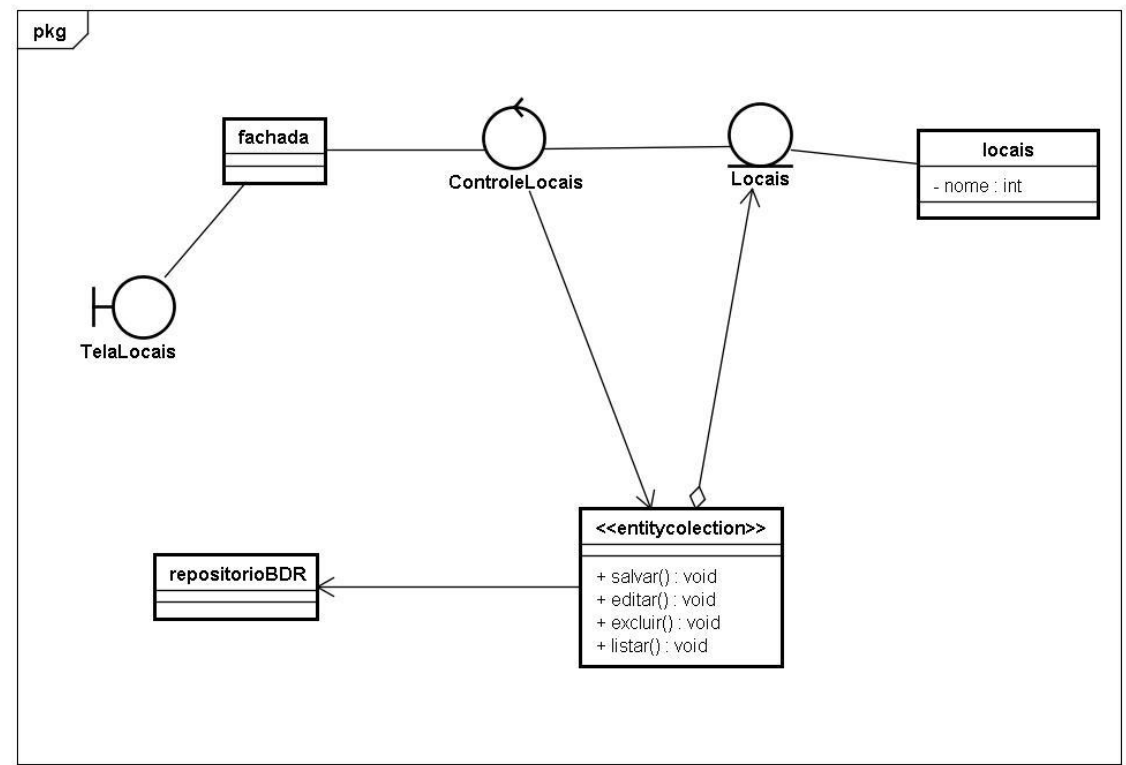 pkg
fachada
ControleLocais
Locais
locais
- nome : int
TelaLocais
<<entitycolection>>
+ salvar() : void
+ editar() : void
+ excluir() : void
+ listar() : void
repositorioBDR